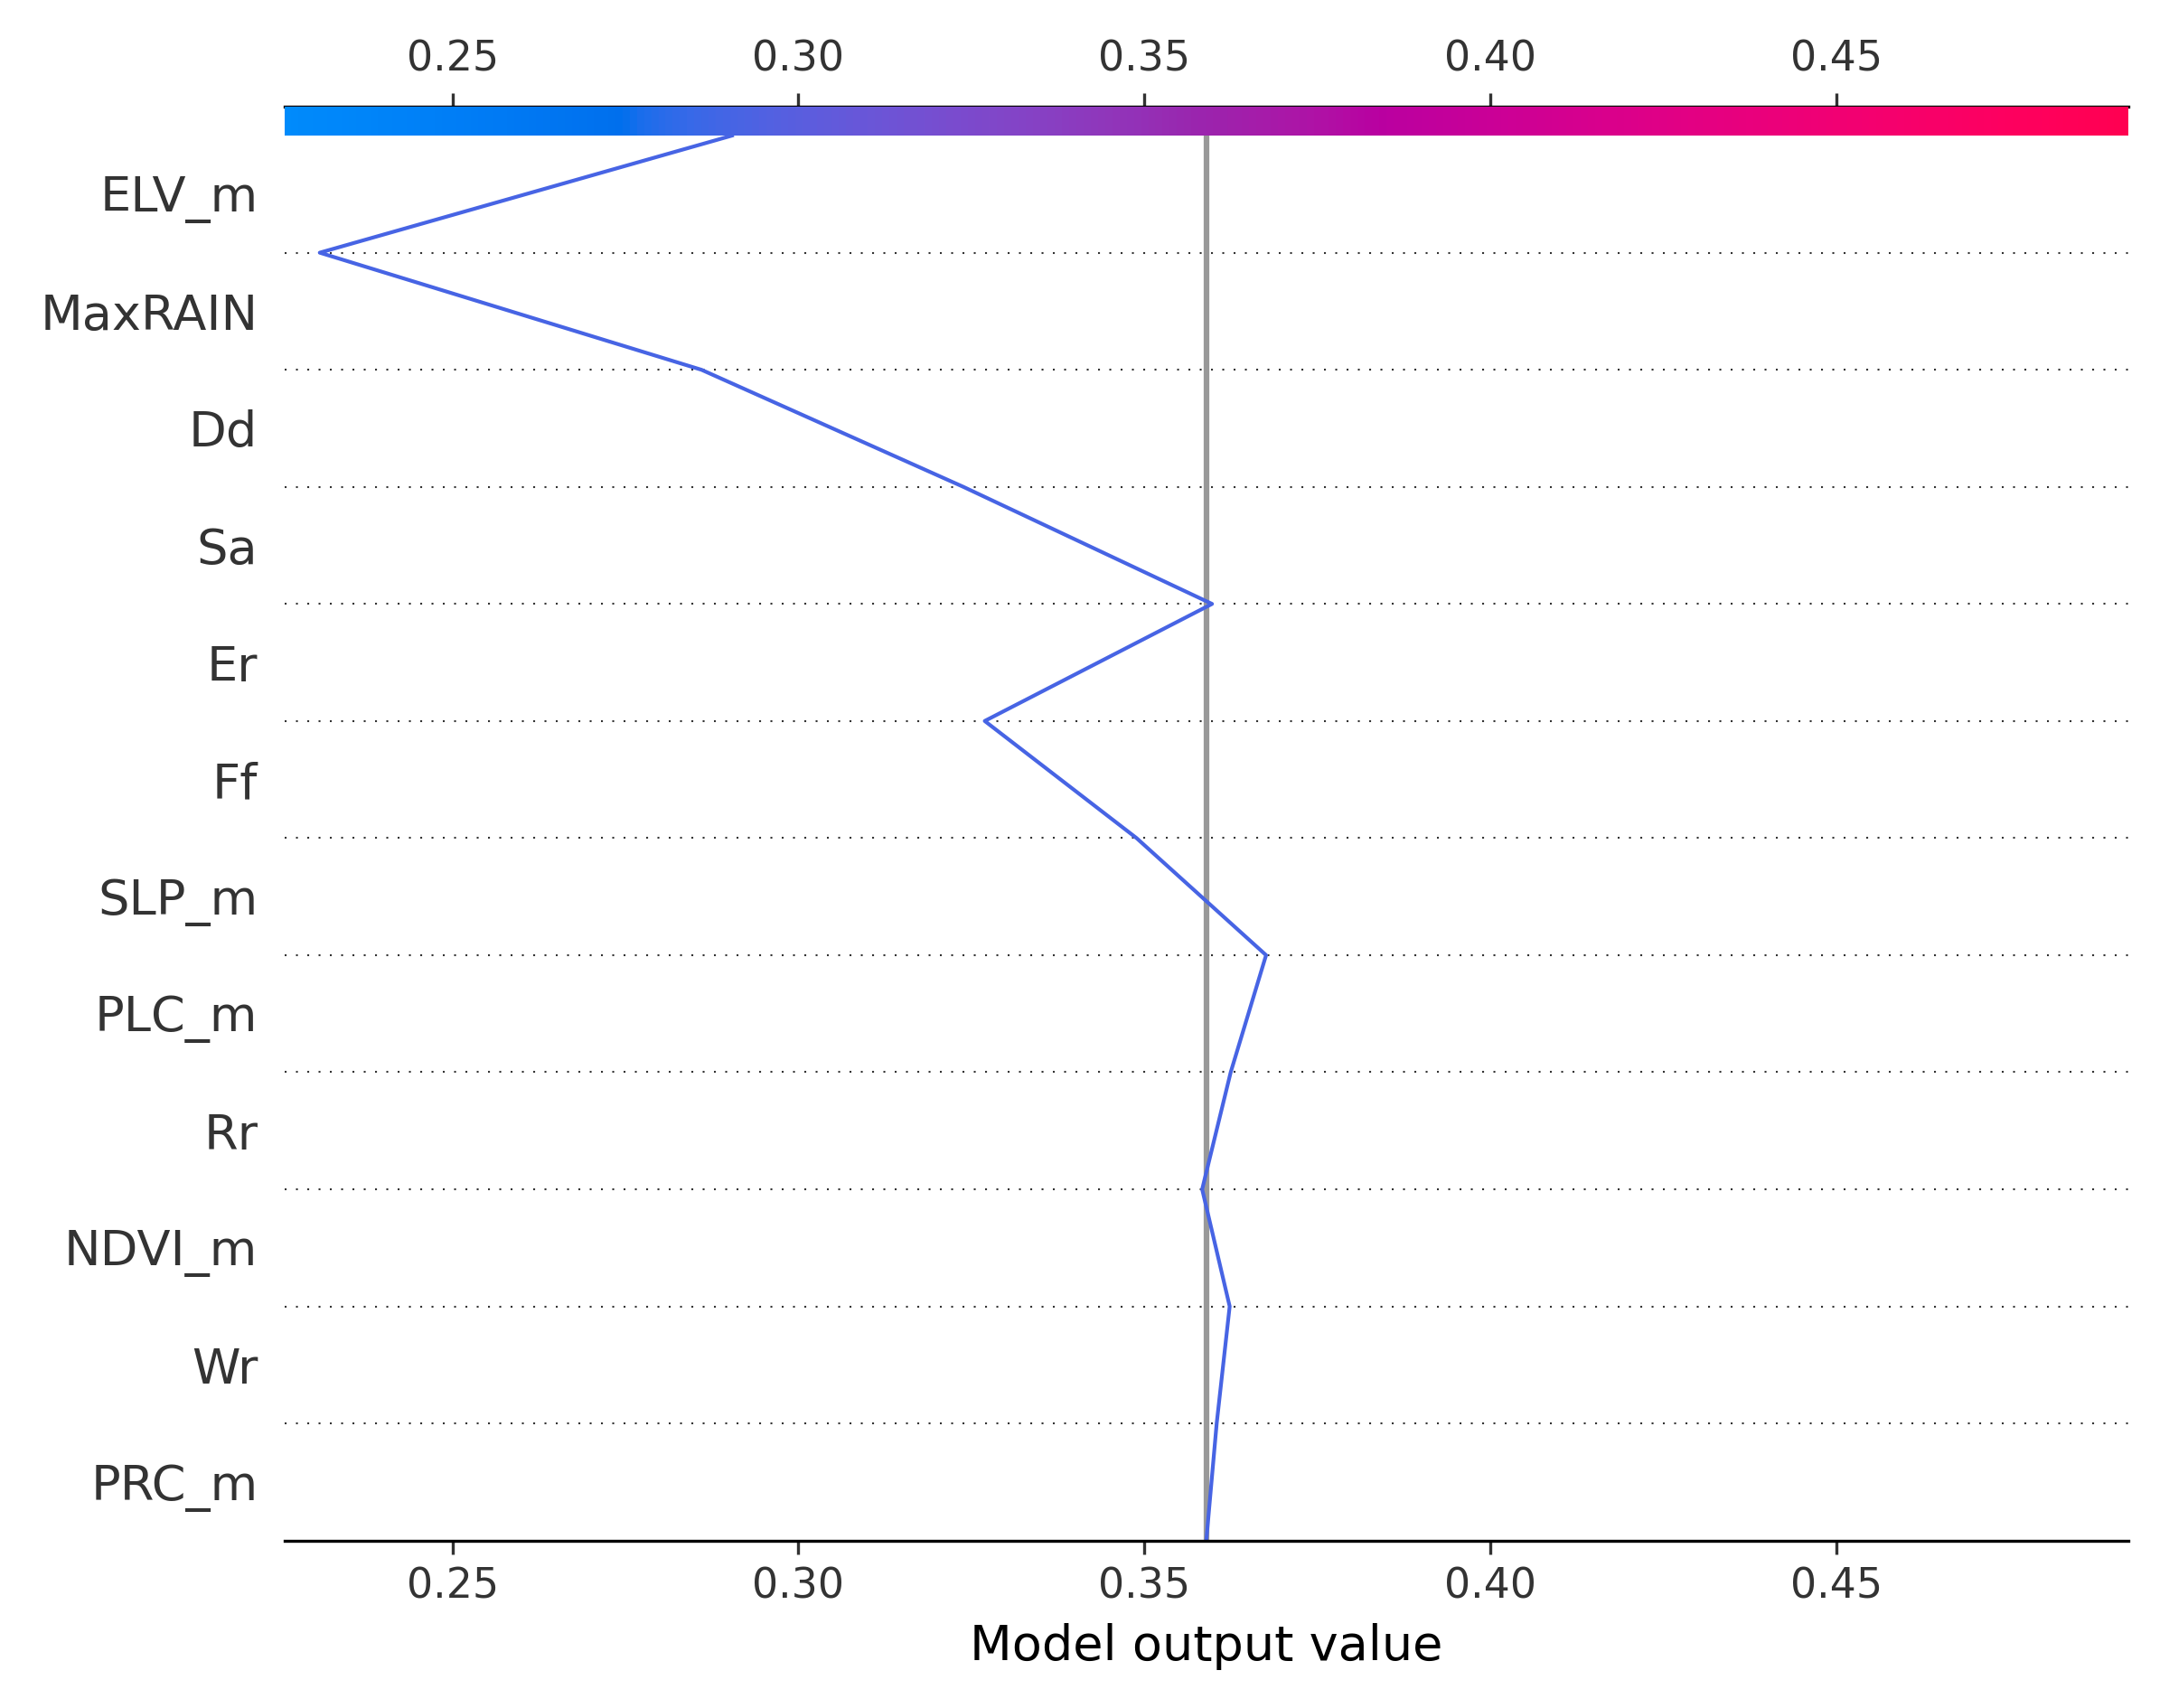 0.25 0.30 0.35 0.40 0.45
ELV_m
MaxRAIN
Dd
Sa
Er
Ff
SLP_m
PLC_m
Rr
NDVI_m
Wr
PRC_m
0.25 0.30 0.35 0.40 0.45
Model output value